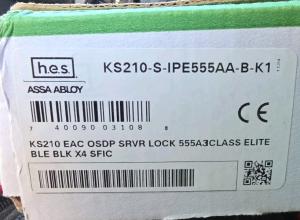 h.e.s.
KS210-S-IPE555AA-B-K1
ASSA ABLOY
7 40090 03108 8
KS210 EAC OSDP SRVR LOCK 555A3CLASS ELITE
BLE BLK X4 SFIC